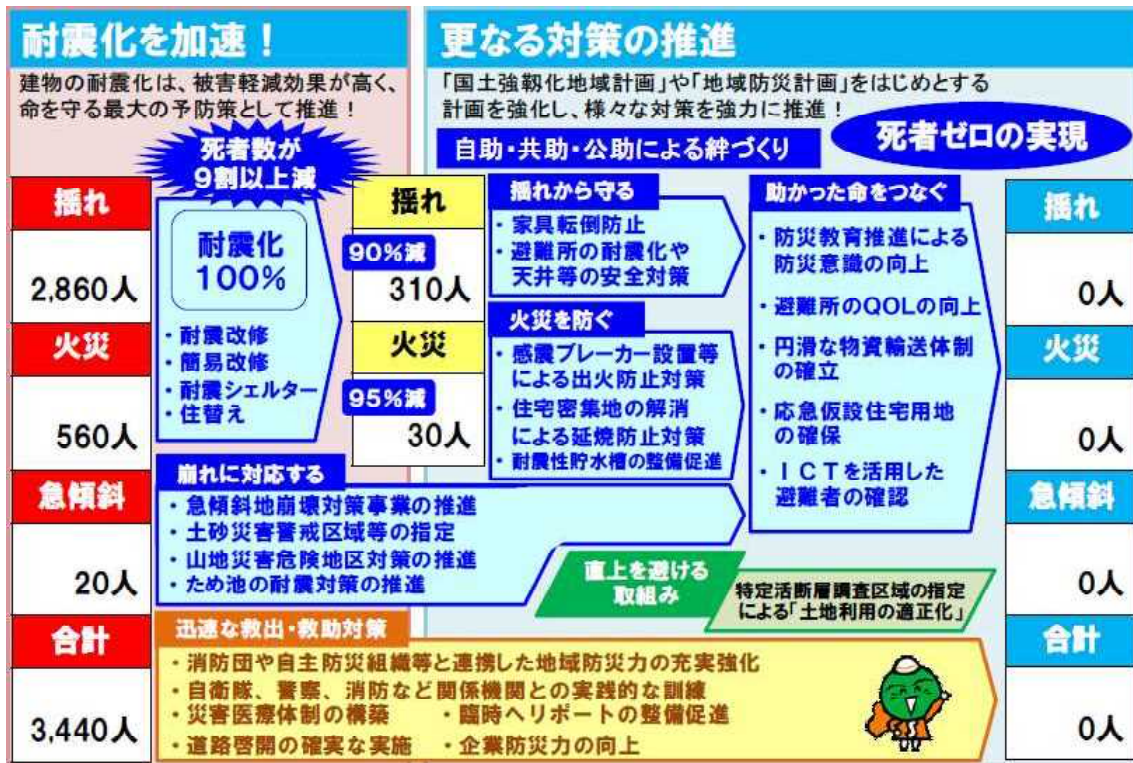 耐震化を加速！
建物の耐震化は、被害軽減効果が高く、
命を守る最大の予防策として推進！
死者数が
9割以上減
揺れ
2,860人
火災
560人
急傾斜
20人
合計
3,440人
耐震化
100%
・耐震改修
・簡易改修
・耐震シェルター
・住替え
揺れ
90%減
310人
火災
95%減
30人
更なる対策の推進
「国土強靱化地域計画」や「地域防災計画」をはじめとする
計画を強化し、様々な対策を強力に推進！
死者ゼロの実現
自助・共助・公助による絆づくり
揺れから守る
・家具転倒防止
・避難所の耐震化や
天井等の安全対策
火災を防ぐ
・感震ブレーカー設置等
による出火防止対策
・住宅密集地の解消
による延焼防止対策
・耐震性貯水槽の整備促進
助かった命をつなぐ
・防災教育推進による
防災意識の向上
・避難所のQOLの向上
・円滑な物資輸送体制
の確立
・応急仮設住宅用地
の確保
・ＩＣＴを活用した
避難者の確認
崩れに対応する
・急傾斜地崩壊対策事業の推進
・土砂災害警戒区域等の指定
・山地災害危険地区対策の推進
・ため池の耐震対策の推進
直上を避ける
取組み
特定活断層調査区域の指定
による「土地利用の適正化」
迅速な救出・救助対策
・消防団や自主防災組織等と連携した地域防災力の充実強化
・自衛隊、警察、消防など関係機関との実践的な訓練
・災害医療体制の構築　・臨時ヘリポートの整備促進
・道路啓開の確実な実施　・企業防災力の向上
揺れ
0人
火災
0人
急傾斜
0人
合計
0人